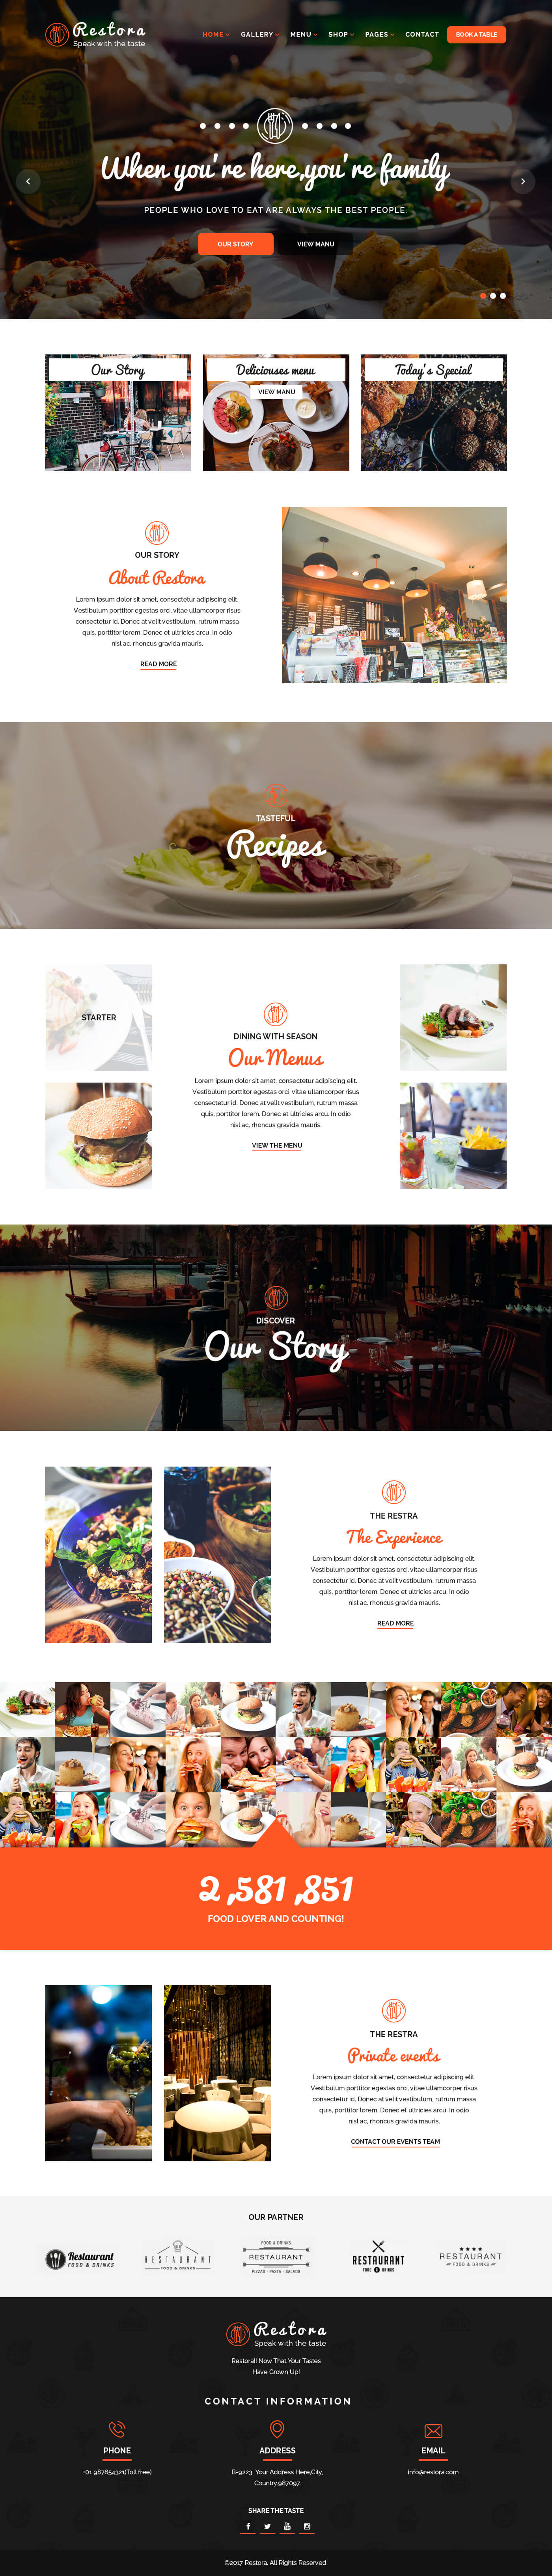 Restora
Speak with the taste
HOME GALLERY MENU SHOP PAGES CONTACT BOOK A TABLE
When you're here,you're family
PEOPLE WHO LOVE TO EAT ARE ALWAYS THE BEST PEOPLE.
OUR STORY VIEW MANU
Our Story
Deliciouses menu
VIEW MANU
Today's Special
OUR STORY
About Restora
Lorem ipsum dolor sit amet, consectetur adipiscing elit.
Vestibulum porttitor egestas orci, vitae ullamcorper risus
consectetur id. Donec at velit vestibulum, rutrum massa
quis, porttitor lorem. Donec et ultricies arcu. In odio
nisl ac, rhoncus gravida mauris.
READ MORE
TASTEFUL
Recipes
STARTER
DINING WITH SEASON
Our Menus
Lorem ipsum dolor sit amet, consectetur adipiscing elit.
Vestibulum porttitor egestas orci, vitae ullamcorper risus
consectetur id. Donec at velit vestibulum, rutrum massa
quis, porttitor lorem. Donec et ultricies arcu. In odio
nisl ac, rhoncus gravida mauris.
VIEW THE MENU
DISCOVER
Our Story
THE RESTRA
The Experience
Lorem ipsum dolor sit amet, consectetur adipiscing elit.
Vestibulum porttitor egestas orci, vitae ullamcorper risus
consectetur id. Donec at velit vestibulum, rutrum massa
quis, porttitor lorem. Donec et ultricies arcu. In odio
nisl ac, rhoncus gravida mauris.
READ MORE
2,581,851
FOOD LOVER AND COUNTING!
THE RESTRA
Private events
Lorem ipsum dolor sit amet, consectetur adipiscing elit.
Vestibulum porttitor egestas orci, vitae ullamcorper risus
consectetur id. Donec at velit vestibulum, rutrum massa
quis, porttitor lorem. Donec et ultricies arcu. In odio
nisl ac, rhoncus gravida mauris.
CONTACT OUR EVENTS TEAM
OUR PARTNER
Restaurant
FOOD & DRINKS
RESTAURANT
FOOD & DRINKS
FOOD & DRINKS
RESTAURANT
PIZZAS PASTA SALADS
RESTAURANT
FOOD & DRINKS
RESTAURANT
FOOD & DRINKS
Restora
Speak with the taste
Restora!! Now That Your Tastes
Have Grown Up!
CONTACT INFORMATION
PHONE
+01 987654321(Toll free)
ADDRESS
B-9223 Your Address Here,City,
Country.987097.
EMAIL
info@restora.com
SHARE THE TASTE
©2017 Restora. All Rights Reserved.